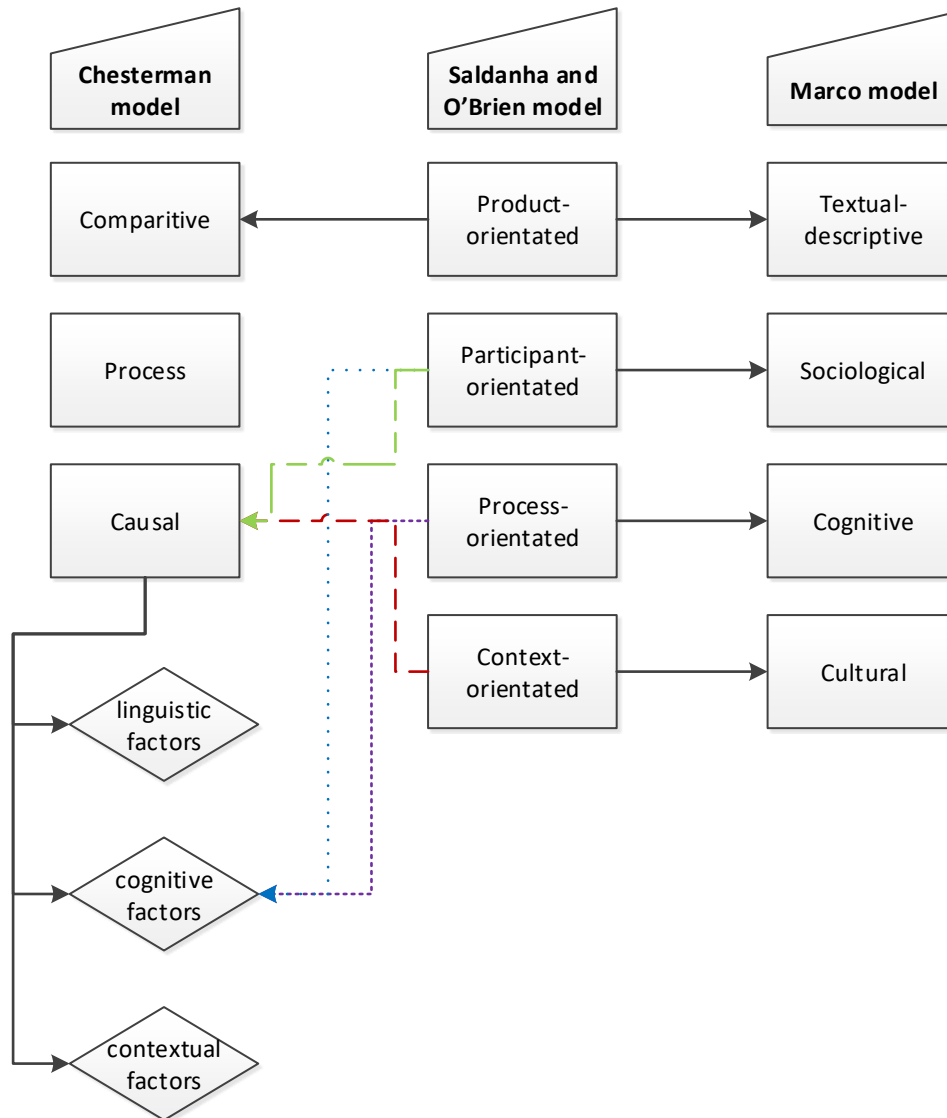 Chesterman
model
Saldanha and
O’Brien model
Marco model
Comparitive
Product-
orientated
Textual-
descriptive
Process
Participant-
orientated
Sociological
Causal
Process-
orientated
Cognitive
Context-
orientated
Cultural
linguistic
factors
cognitive
factors
contextual
factors